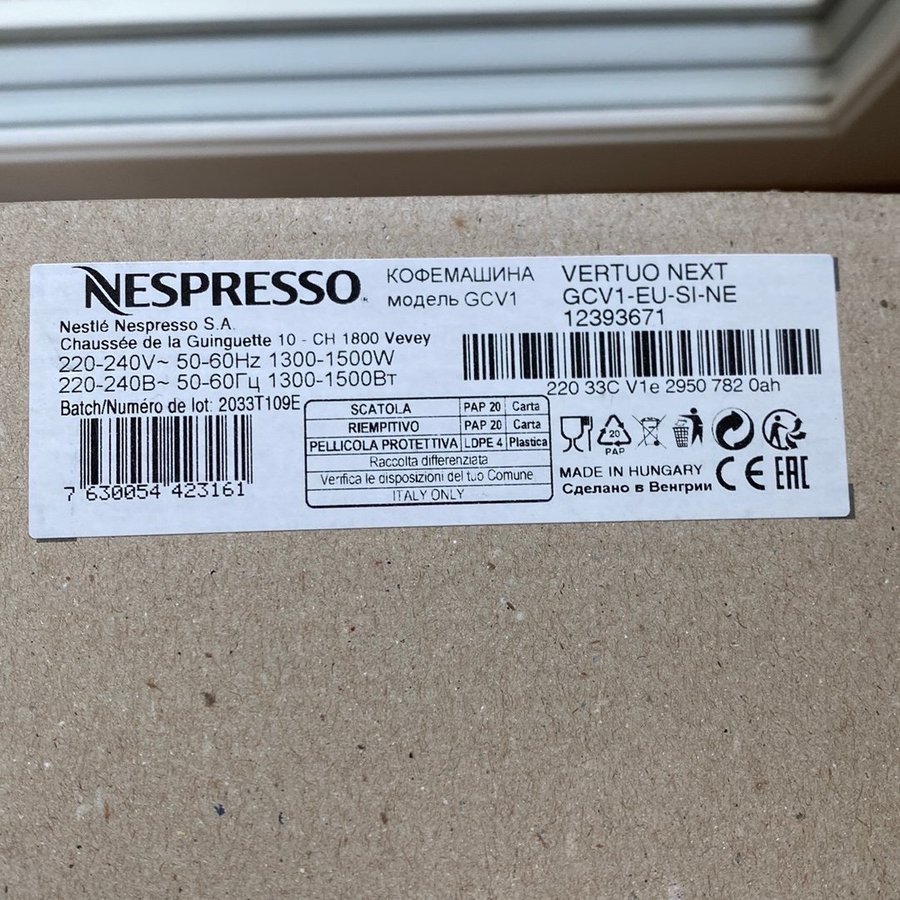 NESPRESSO
КОФЕМАШИНА
модель GCV1
VERTUO NEXT
GCV1-EU-SI-NE
12393671
Nestlé Nespresso S.A.
Chaussée de la Guinguette 10 - CH 1800 Vevey
220-240V~ 50-60Hz 1300-1500W
220-240В~ 50-60Гц 1300-1500Вт
Batch/Numéro de lot: 2033T109E
7 630054 423161
SCATOLA PAP 20 Carta
RIEMPITIVO PAP 20 Carta
PELLICOLA PROTETTIVA LDPE 4 Plastica
Raccolta differenziata
Verifica le disposizioni del tuo Comune
ITALY ONLY
220 33C V1e 2950 782 0ah
20
PAP
MADE IN HUNGARY
Сделано в Венгрии
CE EAC